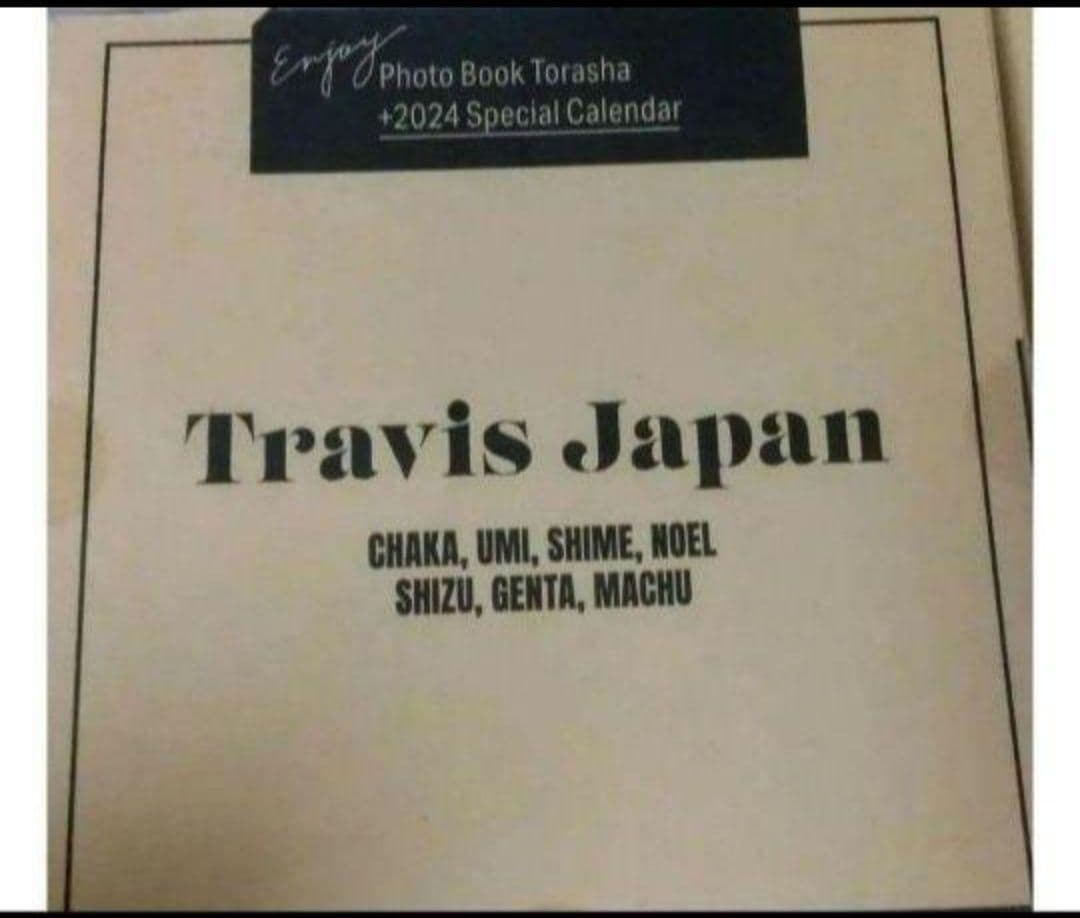 Enjoy
Photo Book Torasha
+2024 Special Calendar
Travis Japan
CHAKA, UMI, SHIME, NOEL
SHIZU, GENTA, MACHU